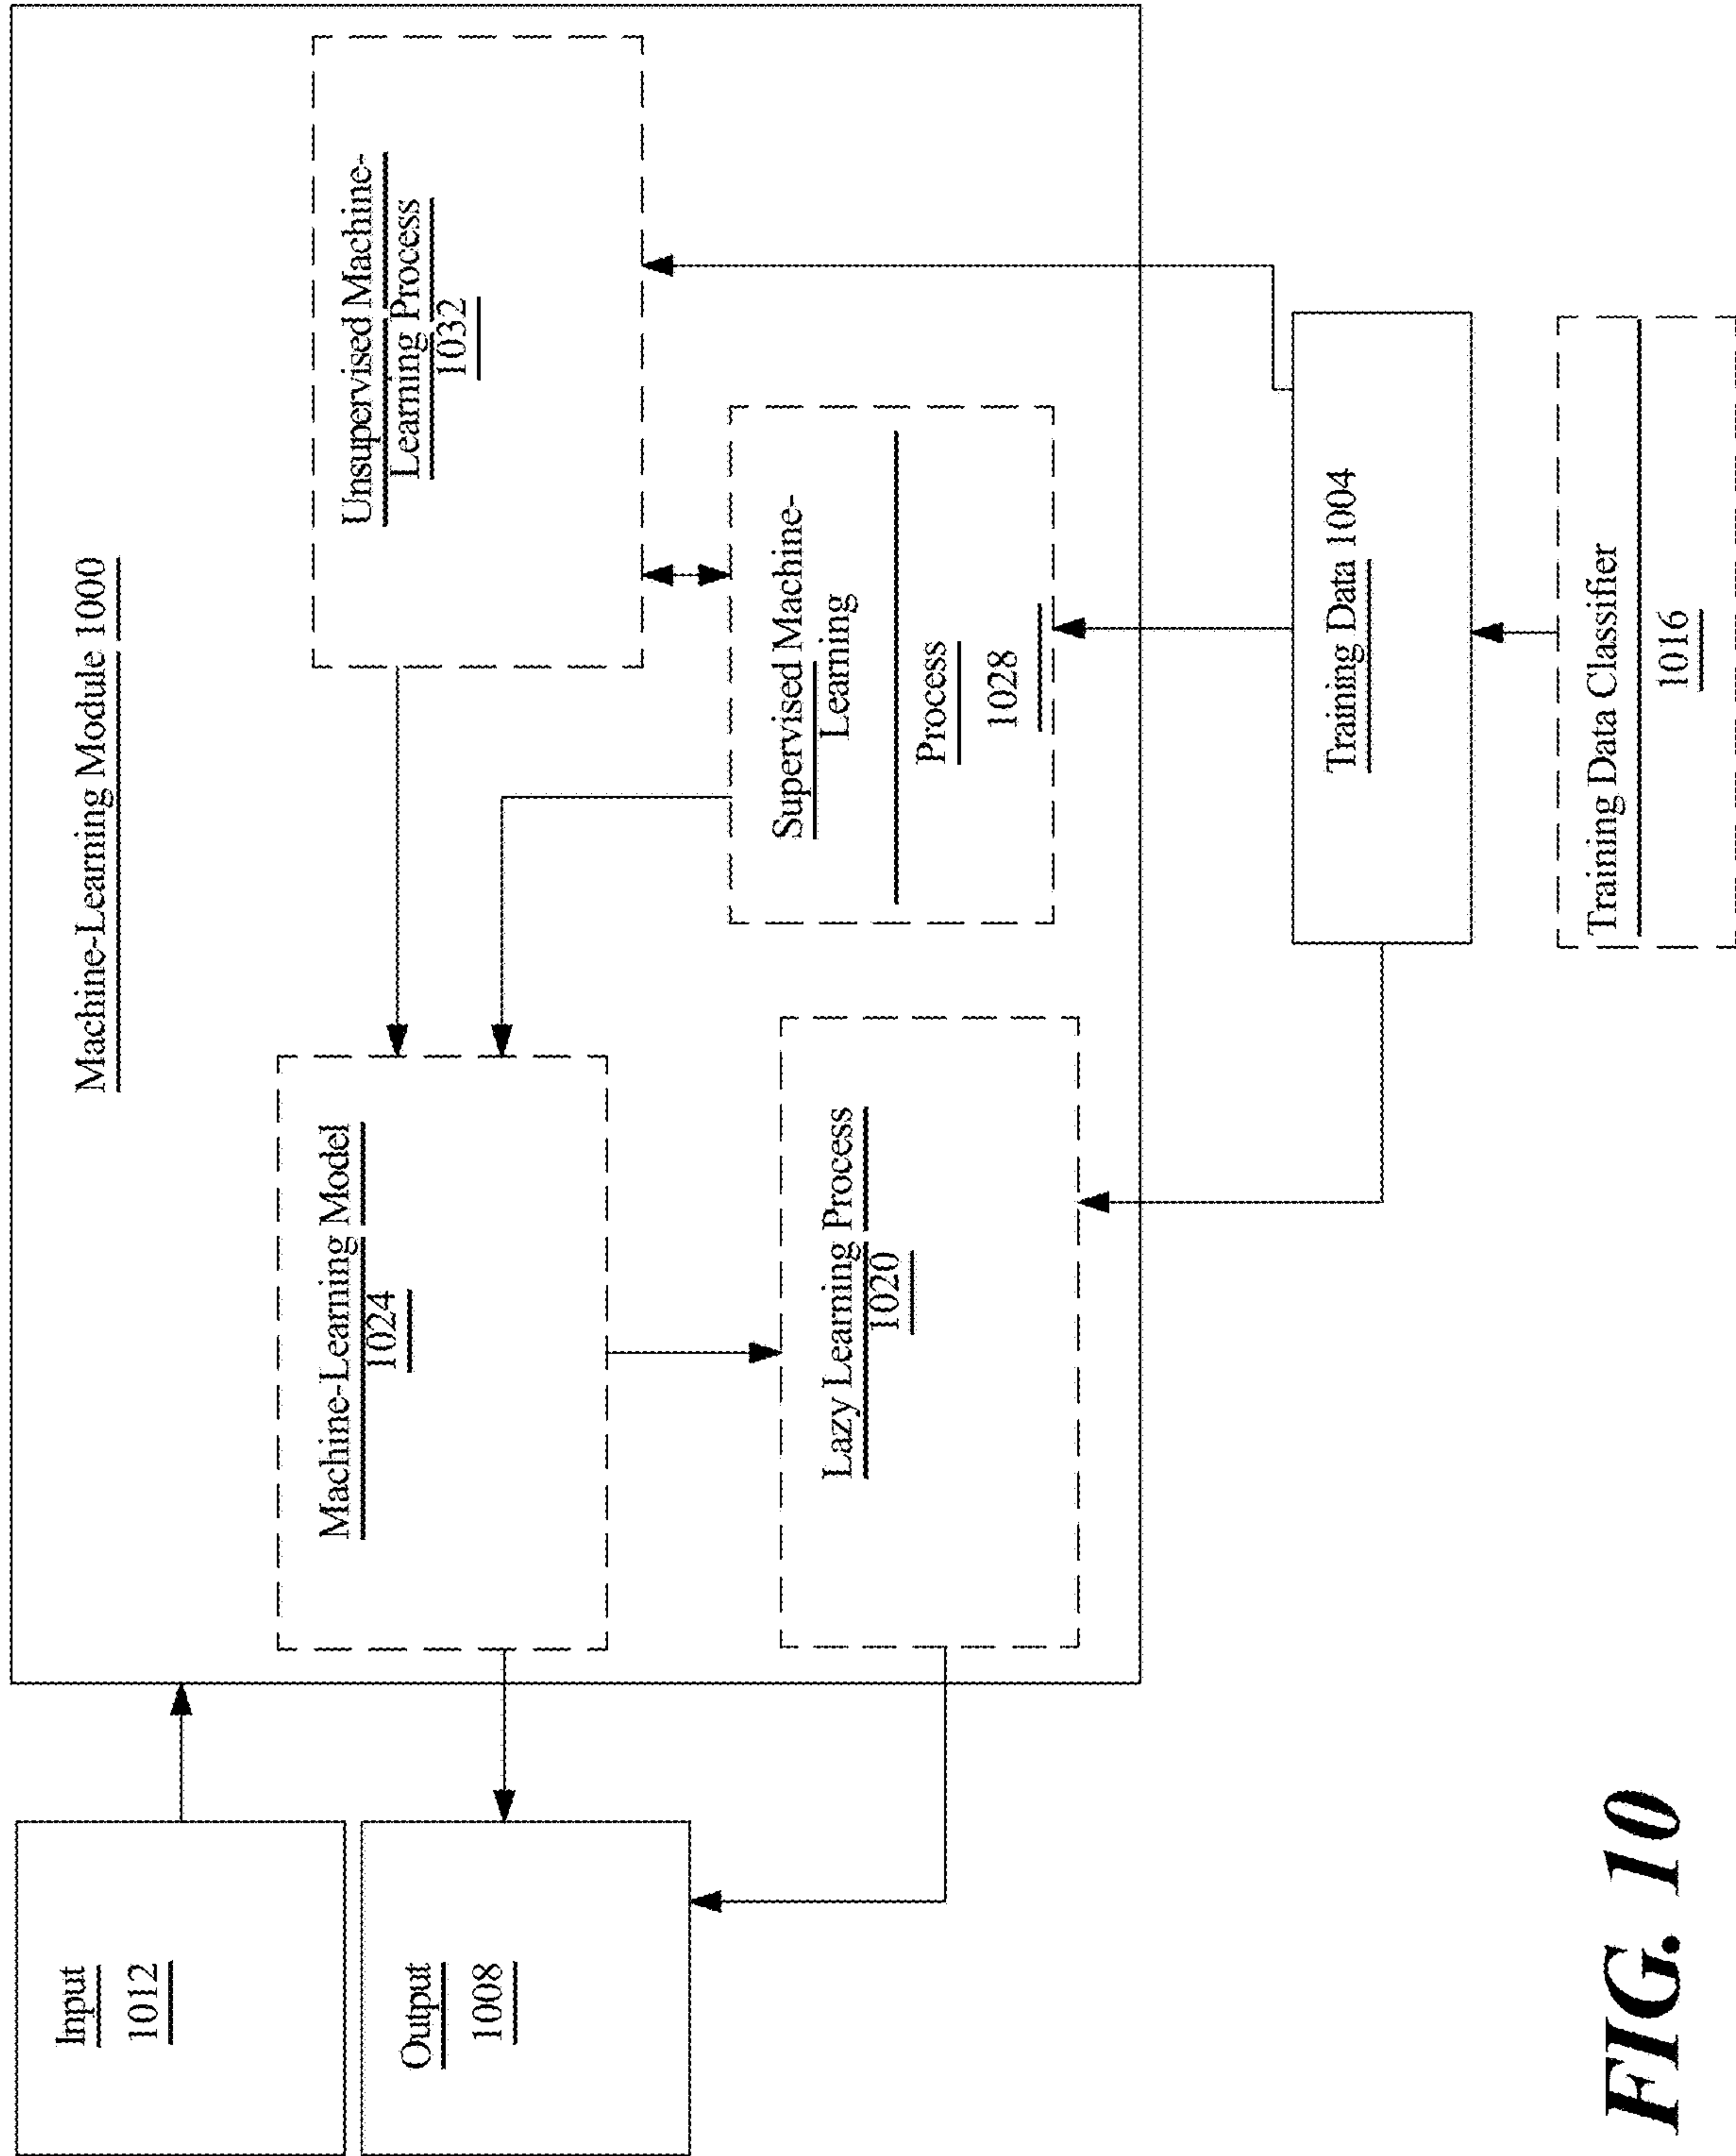 Machine-Learning Module 1000
Input
1012
Output
1008
Machine-Learning Model
1024
Unsupervised Machine-
Learning Process
1032
Lazy Learning Process
1020
Supervised Machine-
Learning
Process
1028
Training Data 1004
Training Data Classifier
1016
FIG. 10